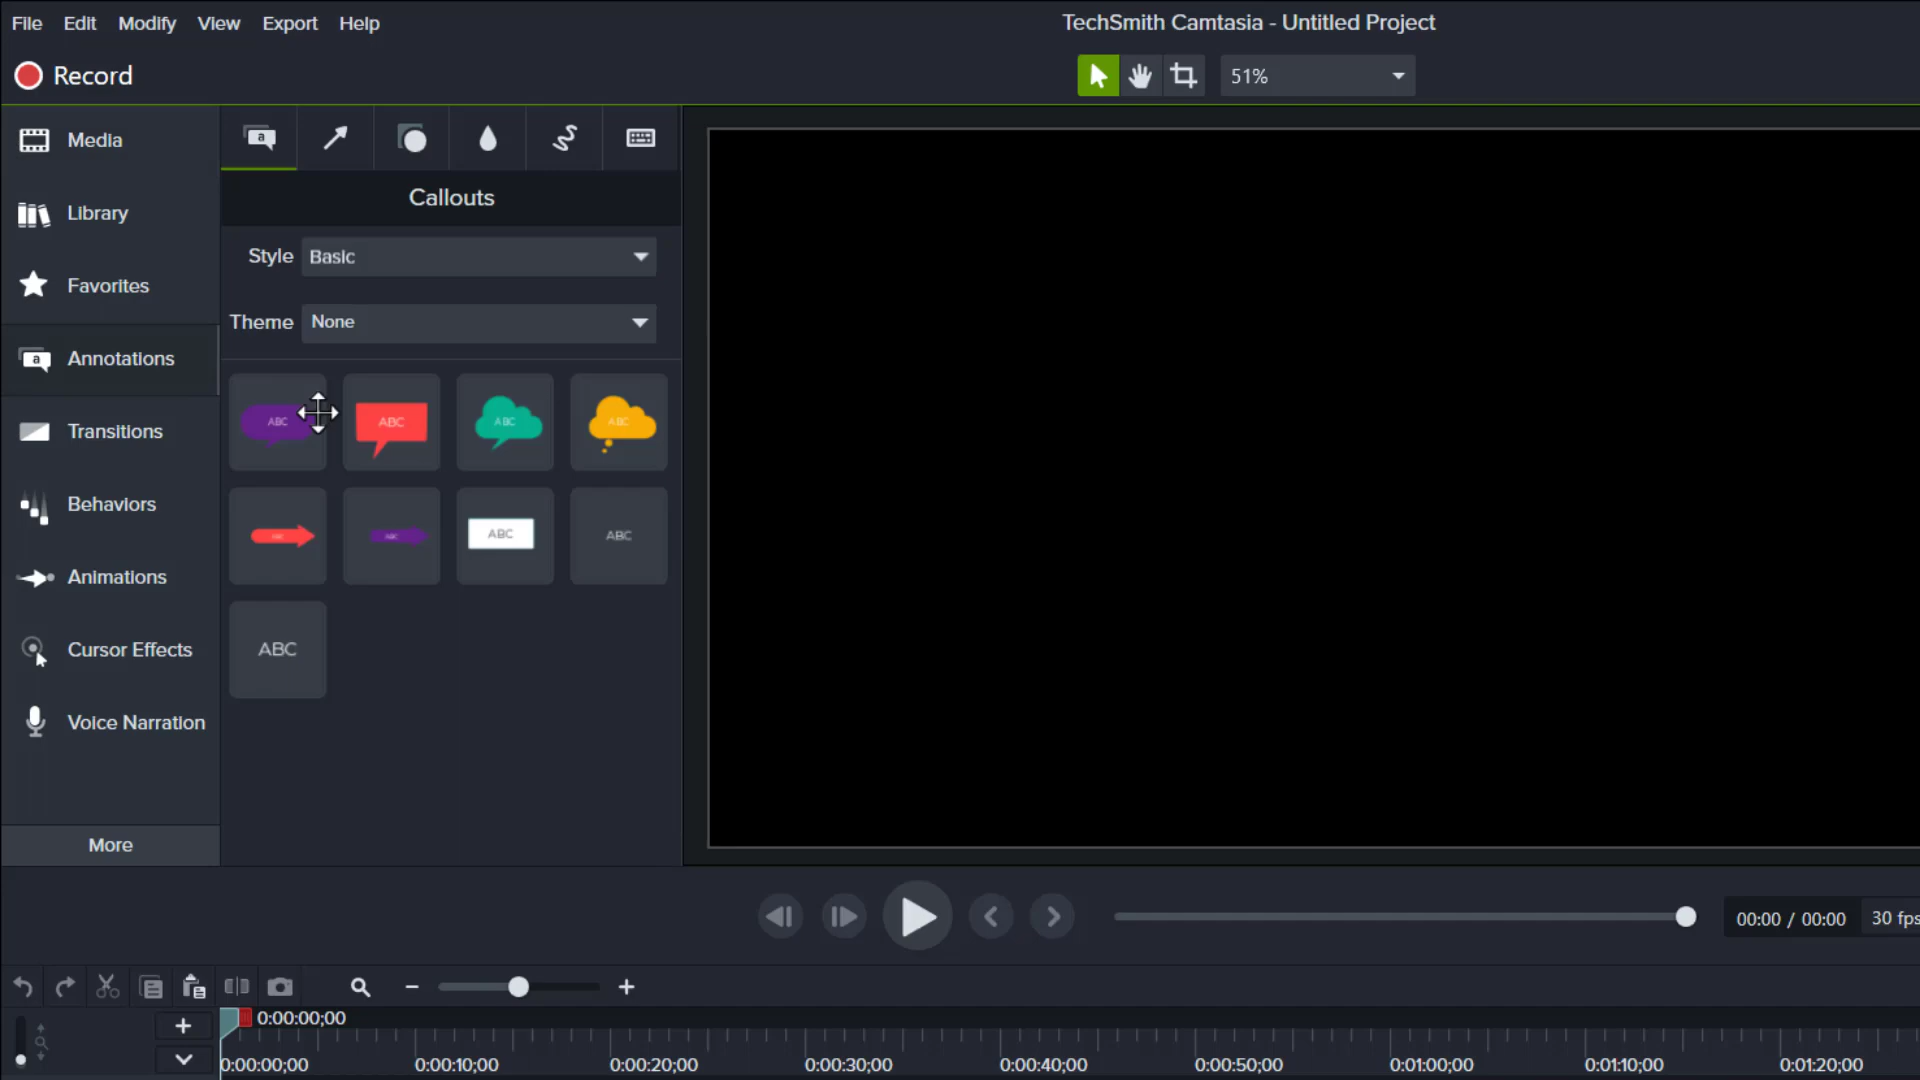 File Edit Modify View Export Help
TechSmith Camtasia - Untitled Project
Record
51%
Media
Library
Favorites
Annotations
Transitions
Behaviors
Animations
Cursor Effects
Voice Narration
More
a
Callouts
Style Basic
Theme None
ABC ABC ABC ABC
ABC ABC ABC ABC
ABC
00:00 / 00:00 30 fps
0:00:00;00
0:00:00;00 0:00:10;00 0:00:20;00 0:00:30;00 0:00:40;00 0:00:50;00 0:01:00;00 0:01:10;00 0:01:20;00